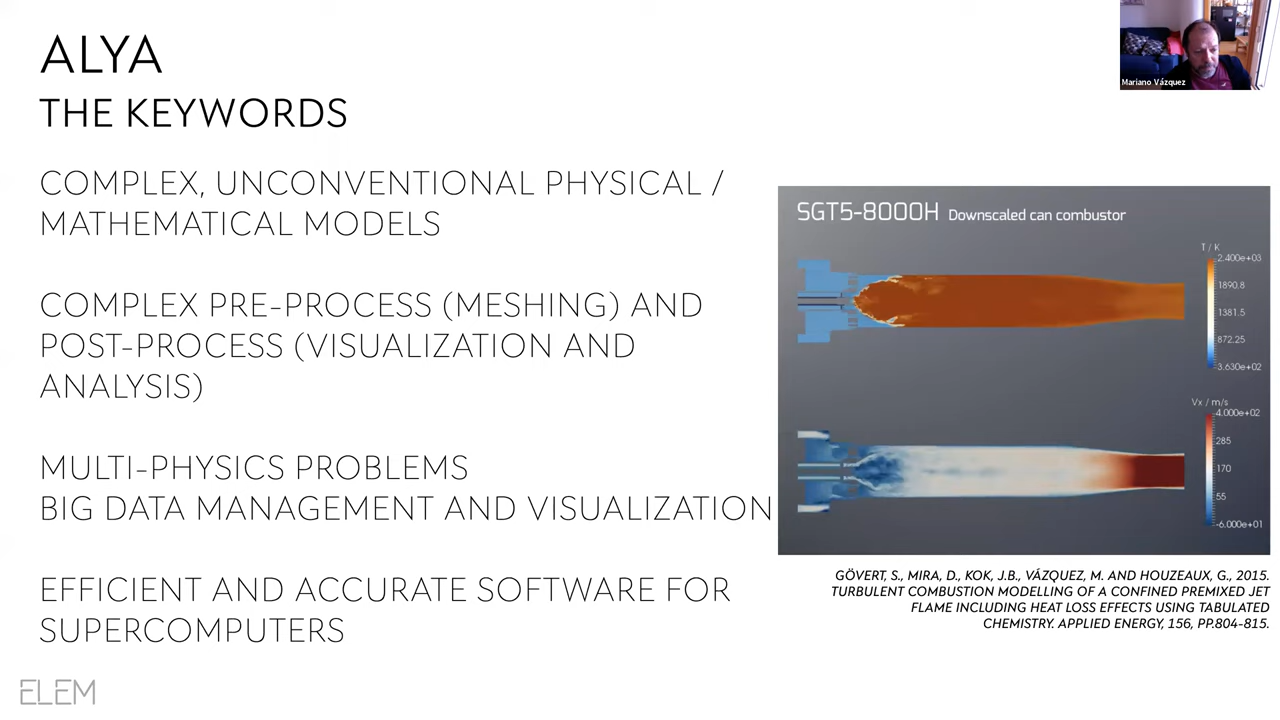 ALYA
THE KEYWORDS
COMPLEX, UNCONVENTIONAL PHYSICAL /
MATHEMATICAL MODELS
COMPLEX PRE-PROCESS (MESHING) AND
POST-PROCESS (VISUALIZATION AND
ANALYSIS)
MULTI-PHYSICS PROBLEMS
BIG DATA MANAGEMENT AND VISUALIZATION
EFFICIENT AND ACCURATE SOFTWARE FOR
SUPERCOMPUTERS
ELEM
Mariano Vázquez
SGT5-8000H Downscaled can combustor
T / K
2.400e+03
1890.8
1381.5
872.25
3.630e+02
Vx / m/s
4.000e+02
285
170
55
-6.000e+01
GÖVERT, S., MIRA, D., KOK, J.B., VÁZQUEZ, M. AND HOUZEAUX, G., 2015.
TURBULENT COMBUSTION MODELLING OF A CONFINED PREMIXED JET
FLAME INCLUDING HEAT LOSS EFFECTS USING TABULATED
CHEMISTRY. APPLIED ENERGY, 156, PP.804-815.